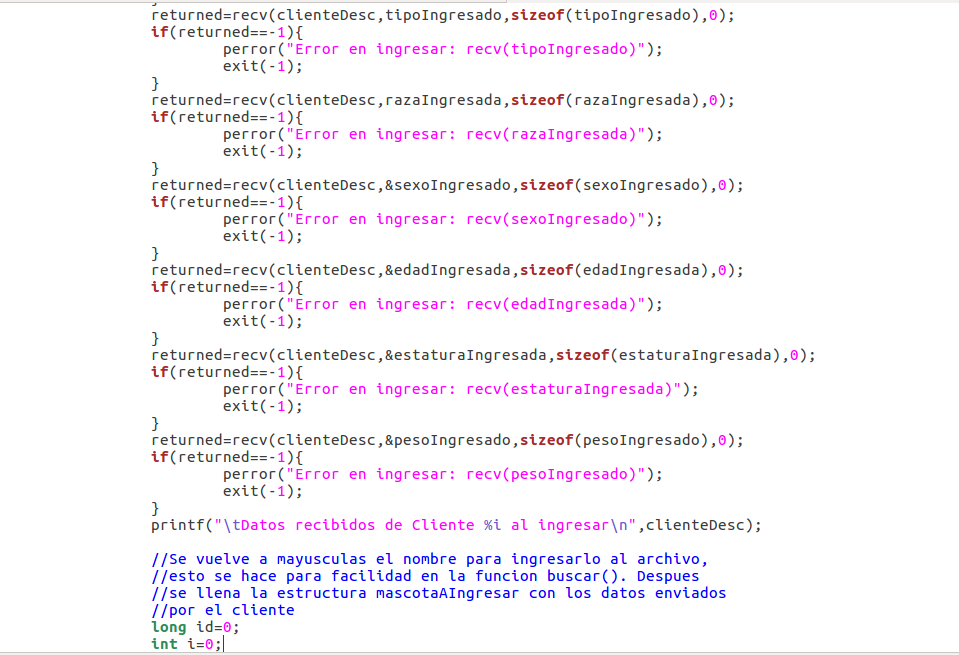 returned=recv(clienteDesc,tipoIngresado,sizeof(tipoIngresado),0);
if(returned==-1){
perror("Error en ingresar: recv(tipoIngresado)");
exit(-1);
}
returned=recv(clienteDesc,razaIngresada,sizeof(razaIngresada),0);
if(returned==-1){
perror("Error en ingresar: recv(razaIngresada)");
exit(-1);
}
returned=recv(clienteDesc,&sexoIngresado,sizeof(sexoIngresado),0);
if(returned==-1){
perror("Error en ingresar: recv(sexoIngresado)");
exit(-1);
}
returned=recv(clienteDesc,&edadIngresada,sizeof(edadIngresada),0);
if(returned==-1){
perror("Error en ingresar: recv(edadIngresada)");
exit(-1);
}
returned=recv(clienteDesc,&estaturaIngresada,sizeof(estaturaIngresada),0);
if(returned==-1){
perror("Error en ingresar: recv(estaturaIngresada)");
exit(-1);
}
returned=recv(clienteDesc,&pesoIngresado,sizeof(pesoIngresado),0);
if(returned==-1){
perror("Error en ingresar: recv(pesoIngresado)");
exit(-1);
}
printf("\tDatos recibidos de Cliente %i al ingresar\n",clienteDesc);
//Se vuelve a mayusculas el nombre para ingresarlo al archivo,
//esto se hace para facilidad en la funcion buscar(). Despues
//se llena la estructura mascotaAIngresar con los datos enviados
//por el cliente
long id=0;
int i=0;